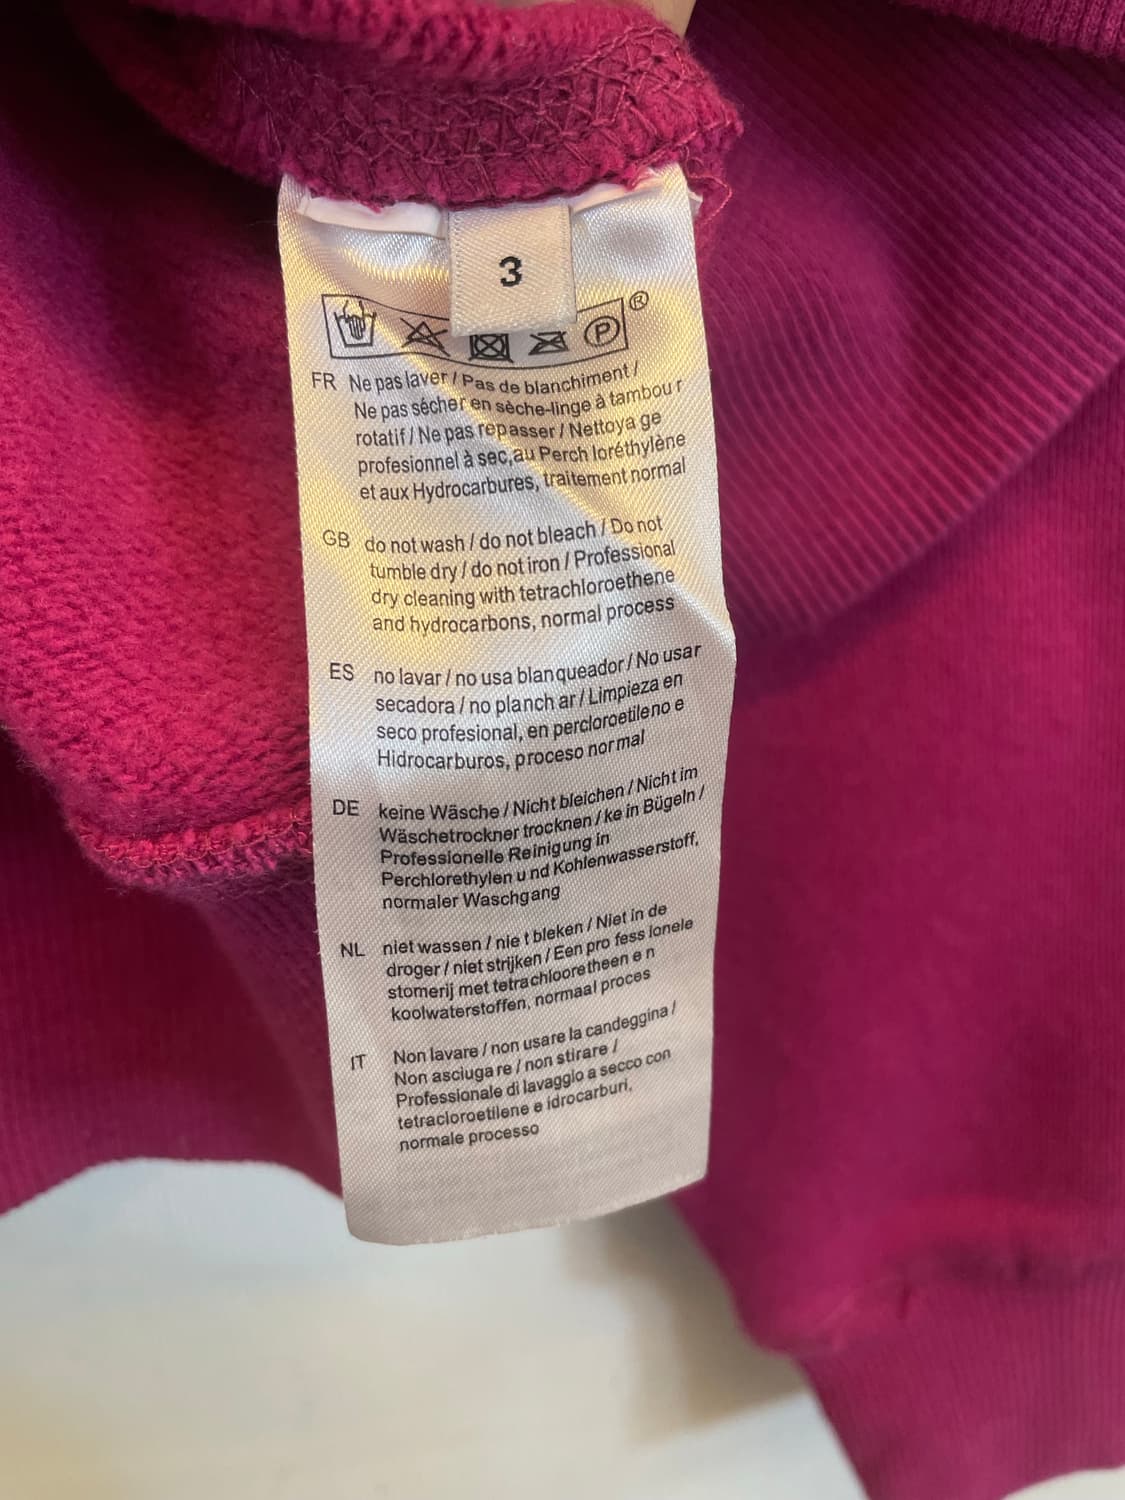 3
P
®
FR Ne pas laver / Pas de blanchiment /
Ne pas sécher en sèche-linge à tambou r
rotatif / Ne pas repasser / Nettoya ge
profesionnel à sec,au Perch loréthylène
et aux Hydrocarbures, traitement normal
GB do not wash / do not bleach / Do not
tumble dry / do not iron / Professional
dry cleaning with tetrachloroethene
and hydrocarbons, normal process
ES no lavar / no usa blanqueador / No usar
secadora / no planch ar / Limpieza en
seco profesional, en percloroetileno e
Hidrocarburos, proceso normal
DE keine Wäsche / Nicht bleichen / Nicht im
Wäschetrockner trocknen / ke in Bügeln /
Professionelle Reinigung in
Perchlorethylen u nd Kohlenwasserstoff,
normaler Waschgang
NL niet wassen / nie t bleken / Niet in de
droger / niet strijken / Een pro fess ionele
stomerij met tetrachlooretheen e n
koolwaterstoffen, normaal proces
IT Non lavare / non usare la candeggina /
Non asciuga re / non stirare /
Professionale di lavaggio a secco con
tetracloroetilene e idrocarburi,
normale processo